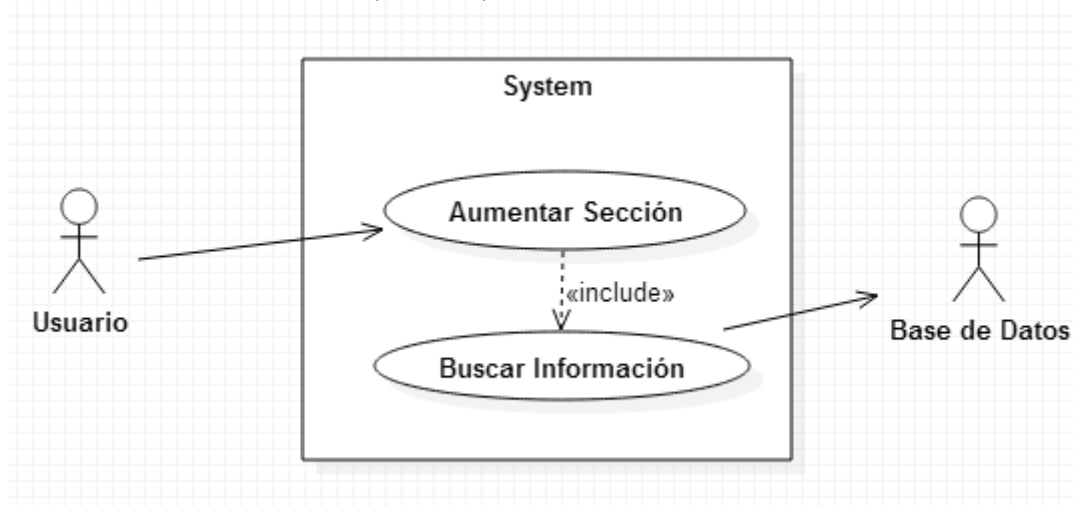 System
Aumentar Sección
«include»
Usuario
Base de Datos
Buscar Información